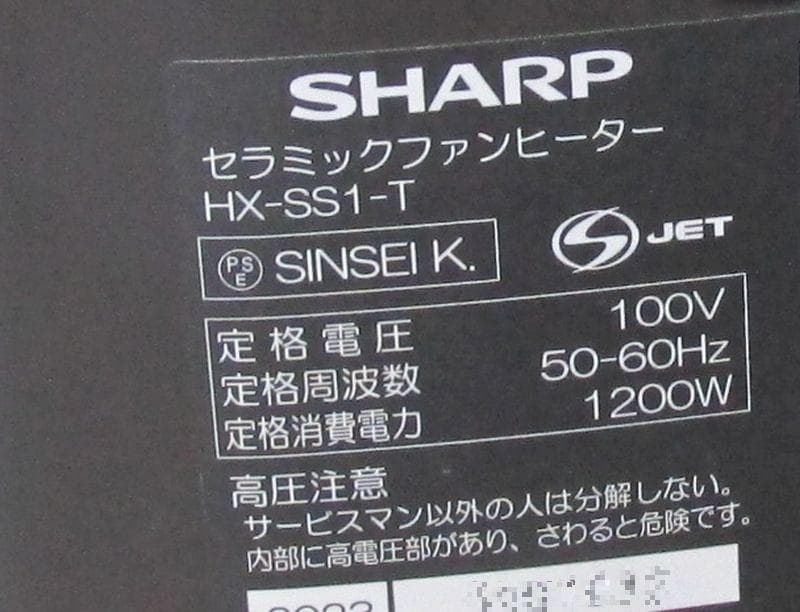 SHARP
セラミックファンヒーター
HX-SS1-T
PSE SINSEI K.
S JET
定格電圧 100V
定格周波数 50-60Hz
定格消費電力 1200W
高圧注意
サービスマン以外の人は分解しない。
内部に高電圧部があり、さわると危険です。